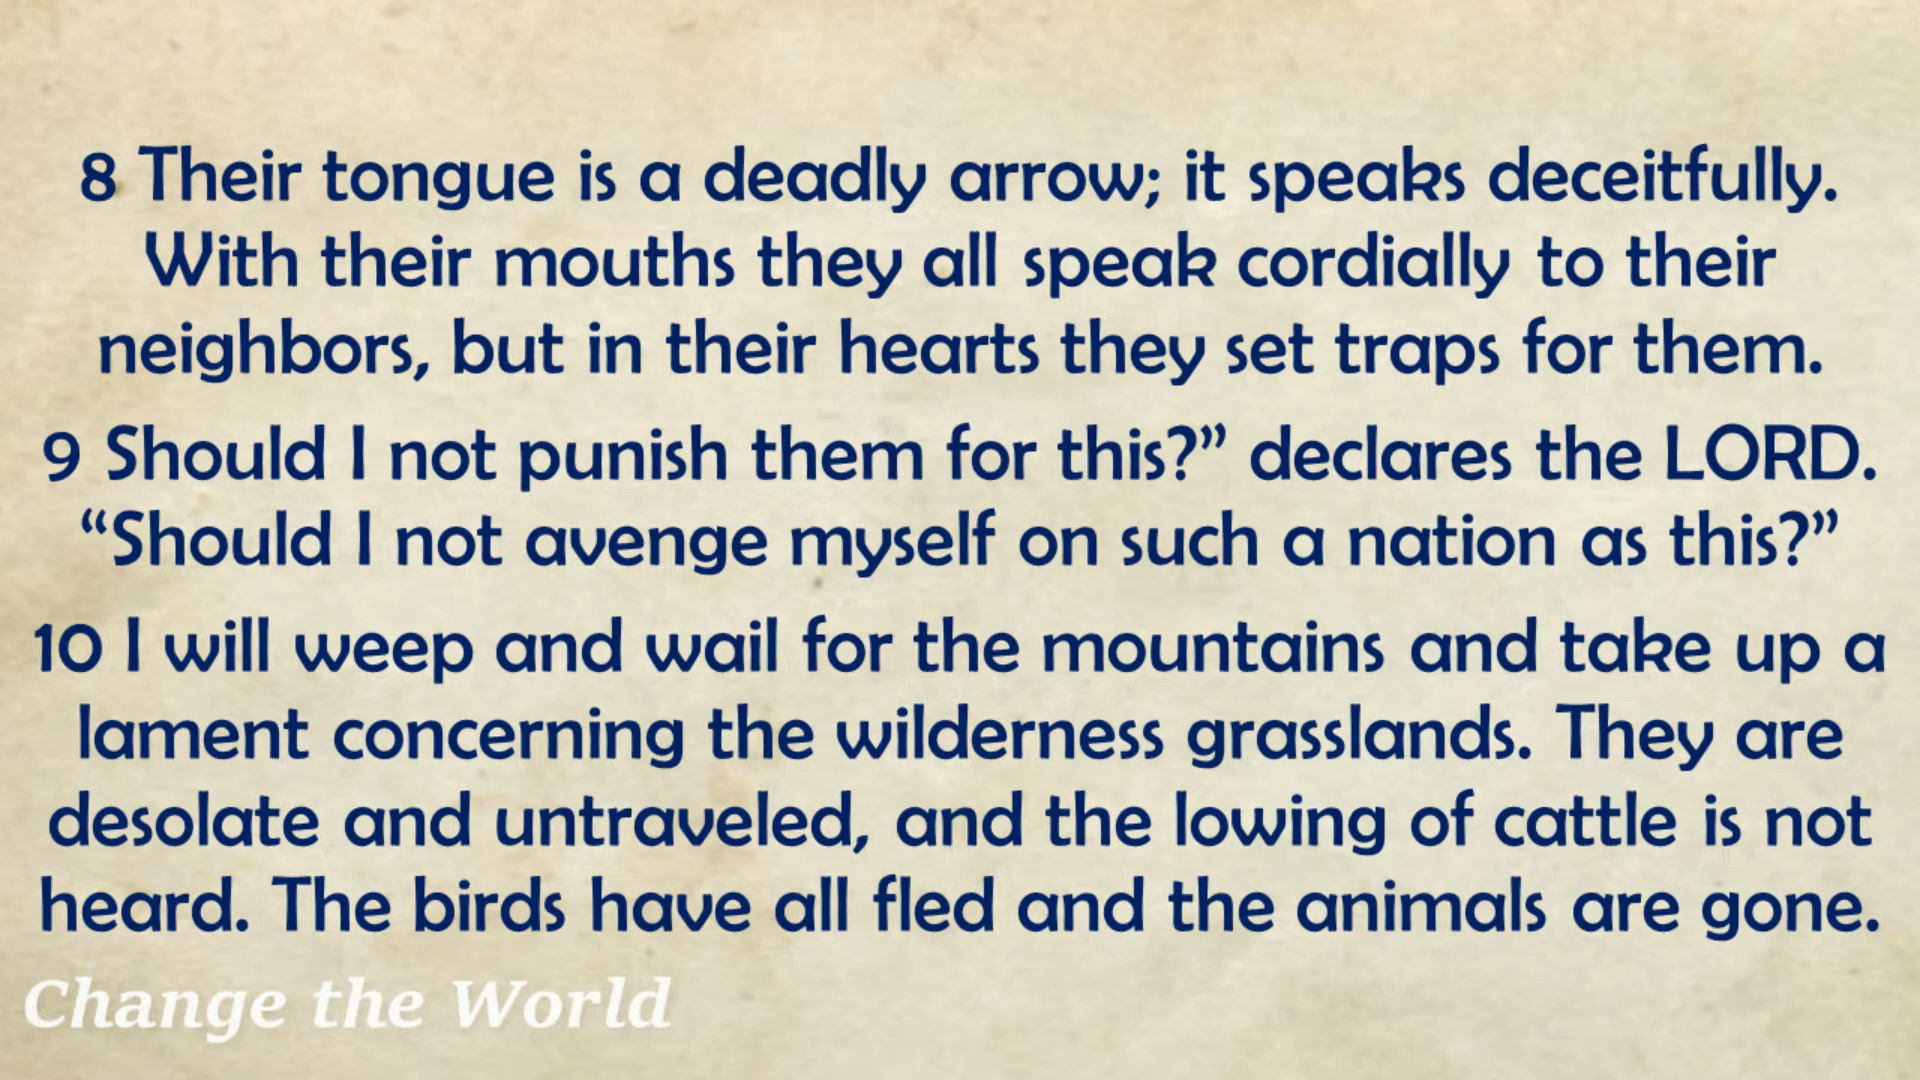 8 Their tongue is a deadly arrow; it speaks deceitfully.
With their mouths they all speak cordially to their
neighbors, but in their hearts they set traps for them.
9 Should I not punish them for this?” declares the LORD.
“Should I not avenge myself on such a nation as this?”
10 I will weep and wail for the mountains and take up a
lament concerning the wilderness grasslands. They are
desolate and untraveled, and the lowing of cattle is not
heard. The birds have all fled and the animals are gone.
Change the World